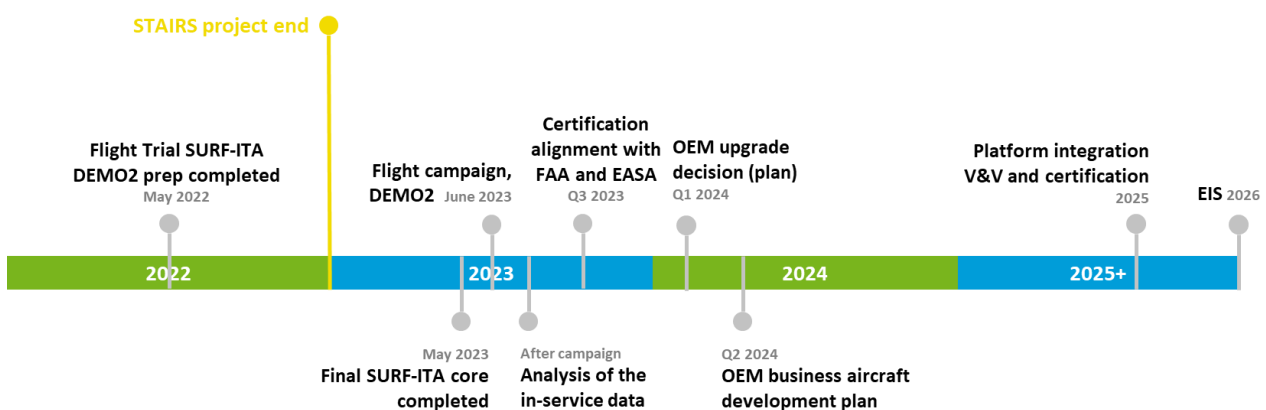 STAIRS project end
Flight Trial SURF-ITA
DEMO2 prep completed
May 2022
Flight campaign,
DEMO2 June 2023
Certification
alignment with
FAA and EASA
Q3 2023
OEM upgrade
decision (plan)
Q1 2024
Platform integration
V&V and certification
2025
EIS 2026
2022
2023
2024
2025+
May 2023
Final SURF-ITA core
completed
After campaign
Analysis of the
in-service data
Q2 2024
OEM business aircraft
development plan